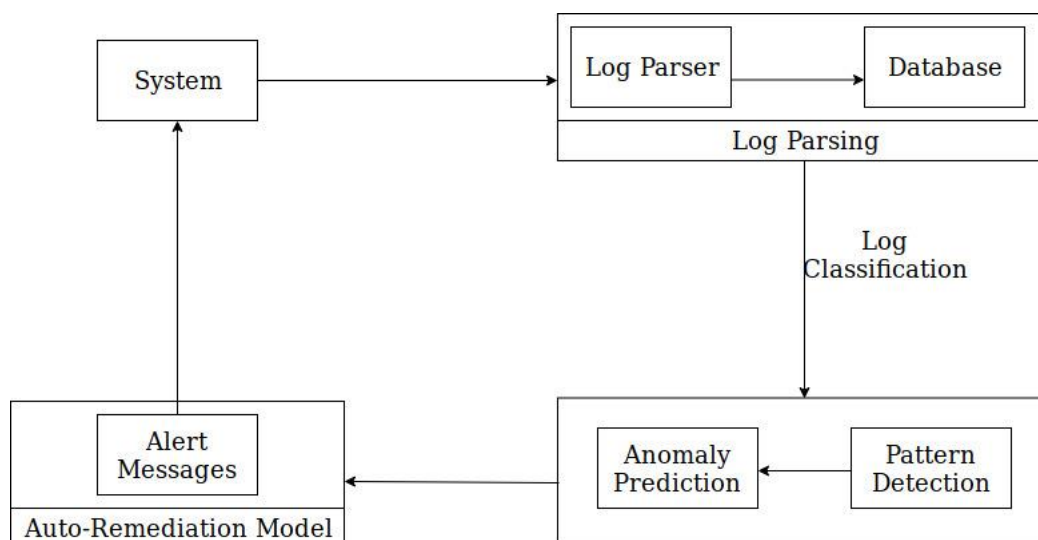 System
Log Parser
Database
Log Parsing
Log
Classification
Alert
Messages
Auto-Remediation Model
Anomaly
Prediction
Pattern
Detection